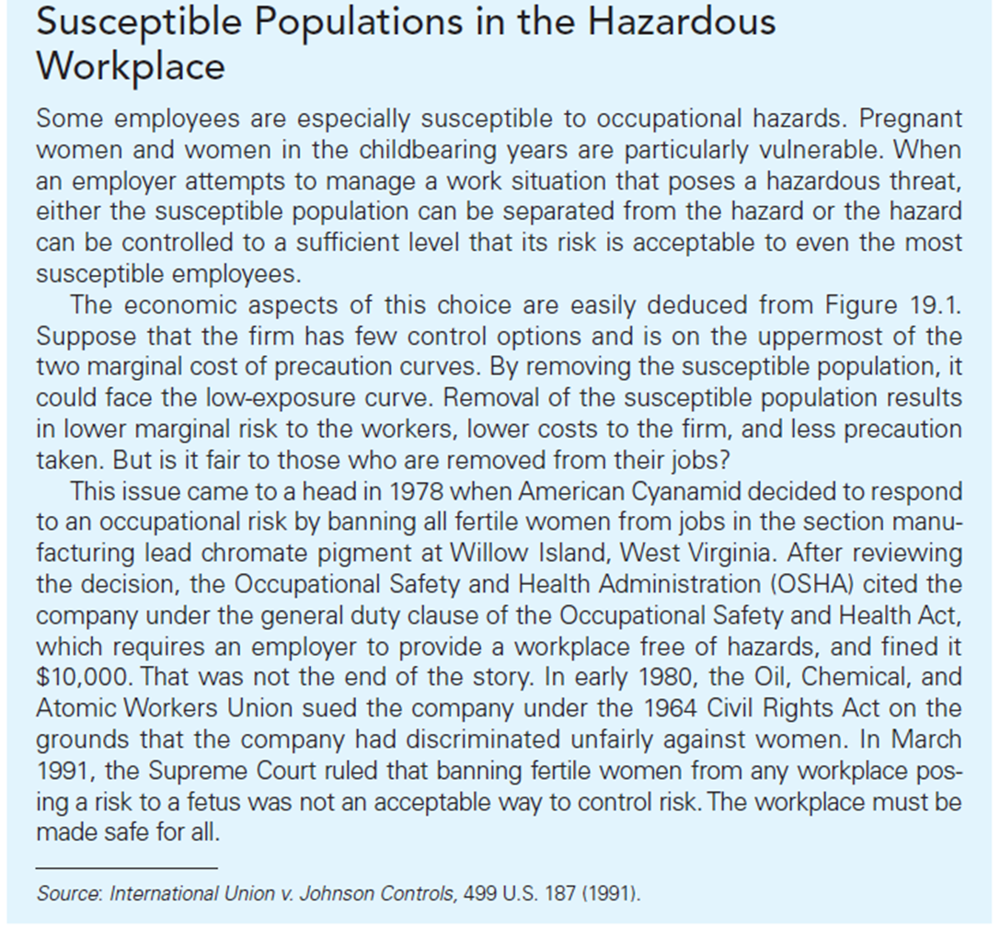 Susceptible Populations in the Hazardous
Workplace
Some employees are especially susceptible to occupational hazards. Pregnant
women and women in the childbearing years are particularly vulnerable. When
an employer attempts to manage a work situation that poses a hazardous threat,
either the susceptible population can be separated from the hazard or the hazard
can be controlled to a sufficient level that its risk is acceptable to even the most
susceptible employees.
The economic aspects of this choice are easily deduced from Figure 19.1.
Suppose that the firm has few control options and is on the uppermost of the
two marginal cost of precaution curves. By removing the susceptible population, it
could face the low-exposure curve. Removal of the susceptible population results
in lower marginal risk to the workers, lower costs to the firm, and less precaution
taken. But is it fair to those who are removed from their jobs?
This issue came to a head in 1978 when American Cyanamid decided to respond
to an occupational risk by banning all fertile women from jobs in the section manu-
facturing lead chromate pigment at Willow Island, West Virginia. After reviewing
the decision, the Occupational Safety and Health Administration (OSHA) cited the
company under the general duty clause of the Occupational Safety and Health Act,
which requires an employer to provide a workplace free of hazards, and fined it
$10,000. That was not the end of the story. In early 1980, the Oil, Chemical, and
Atomic Workers Union sued the company under the 1964 Civil Rights Act on the
grounds that the company had discriminated unfairly against women. In March
1991, the Supreme Court ruled that banning fertile women from any workplace pos-
ing a risk to a fetus was not an acceptable way to control risk. The workplace must be
made safe for all.
Source: International Union v. Johnson Controls, 499 U.S. 187 (1991).